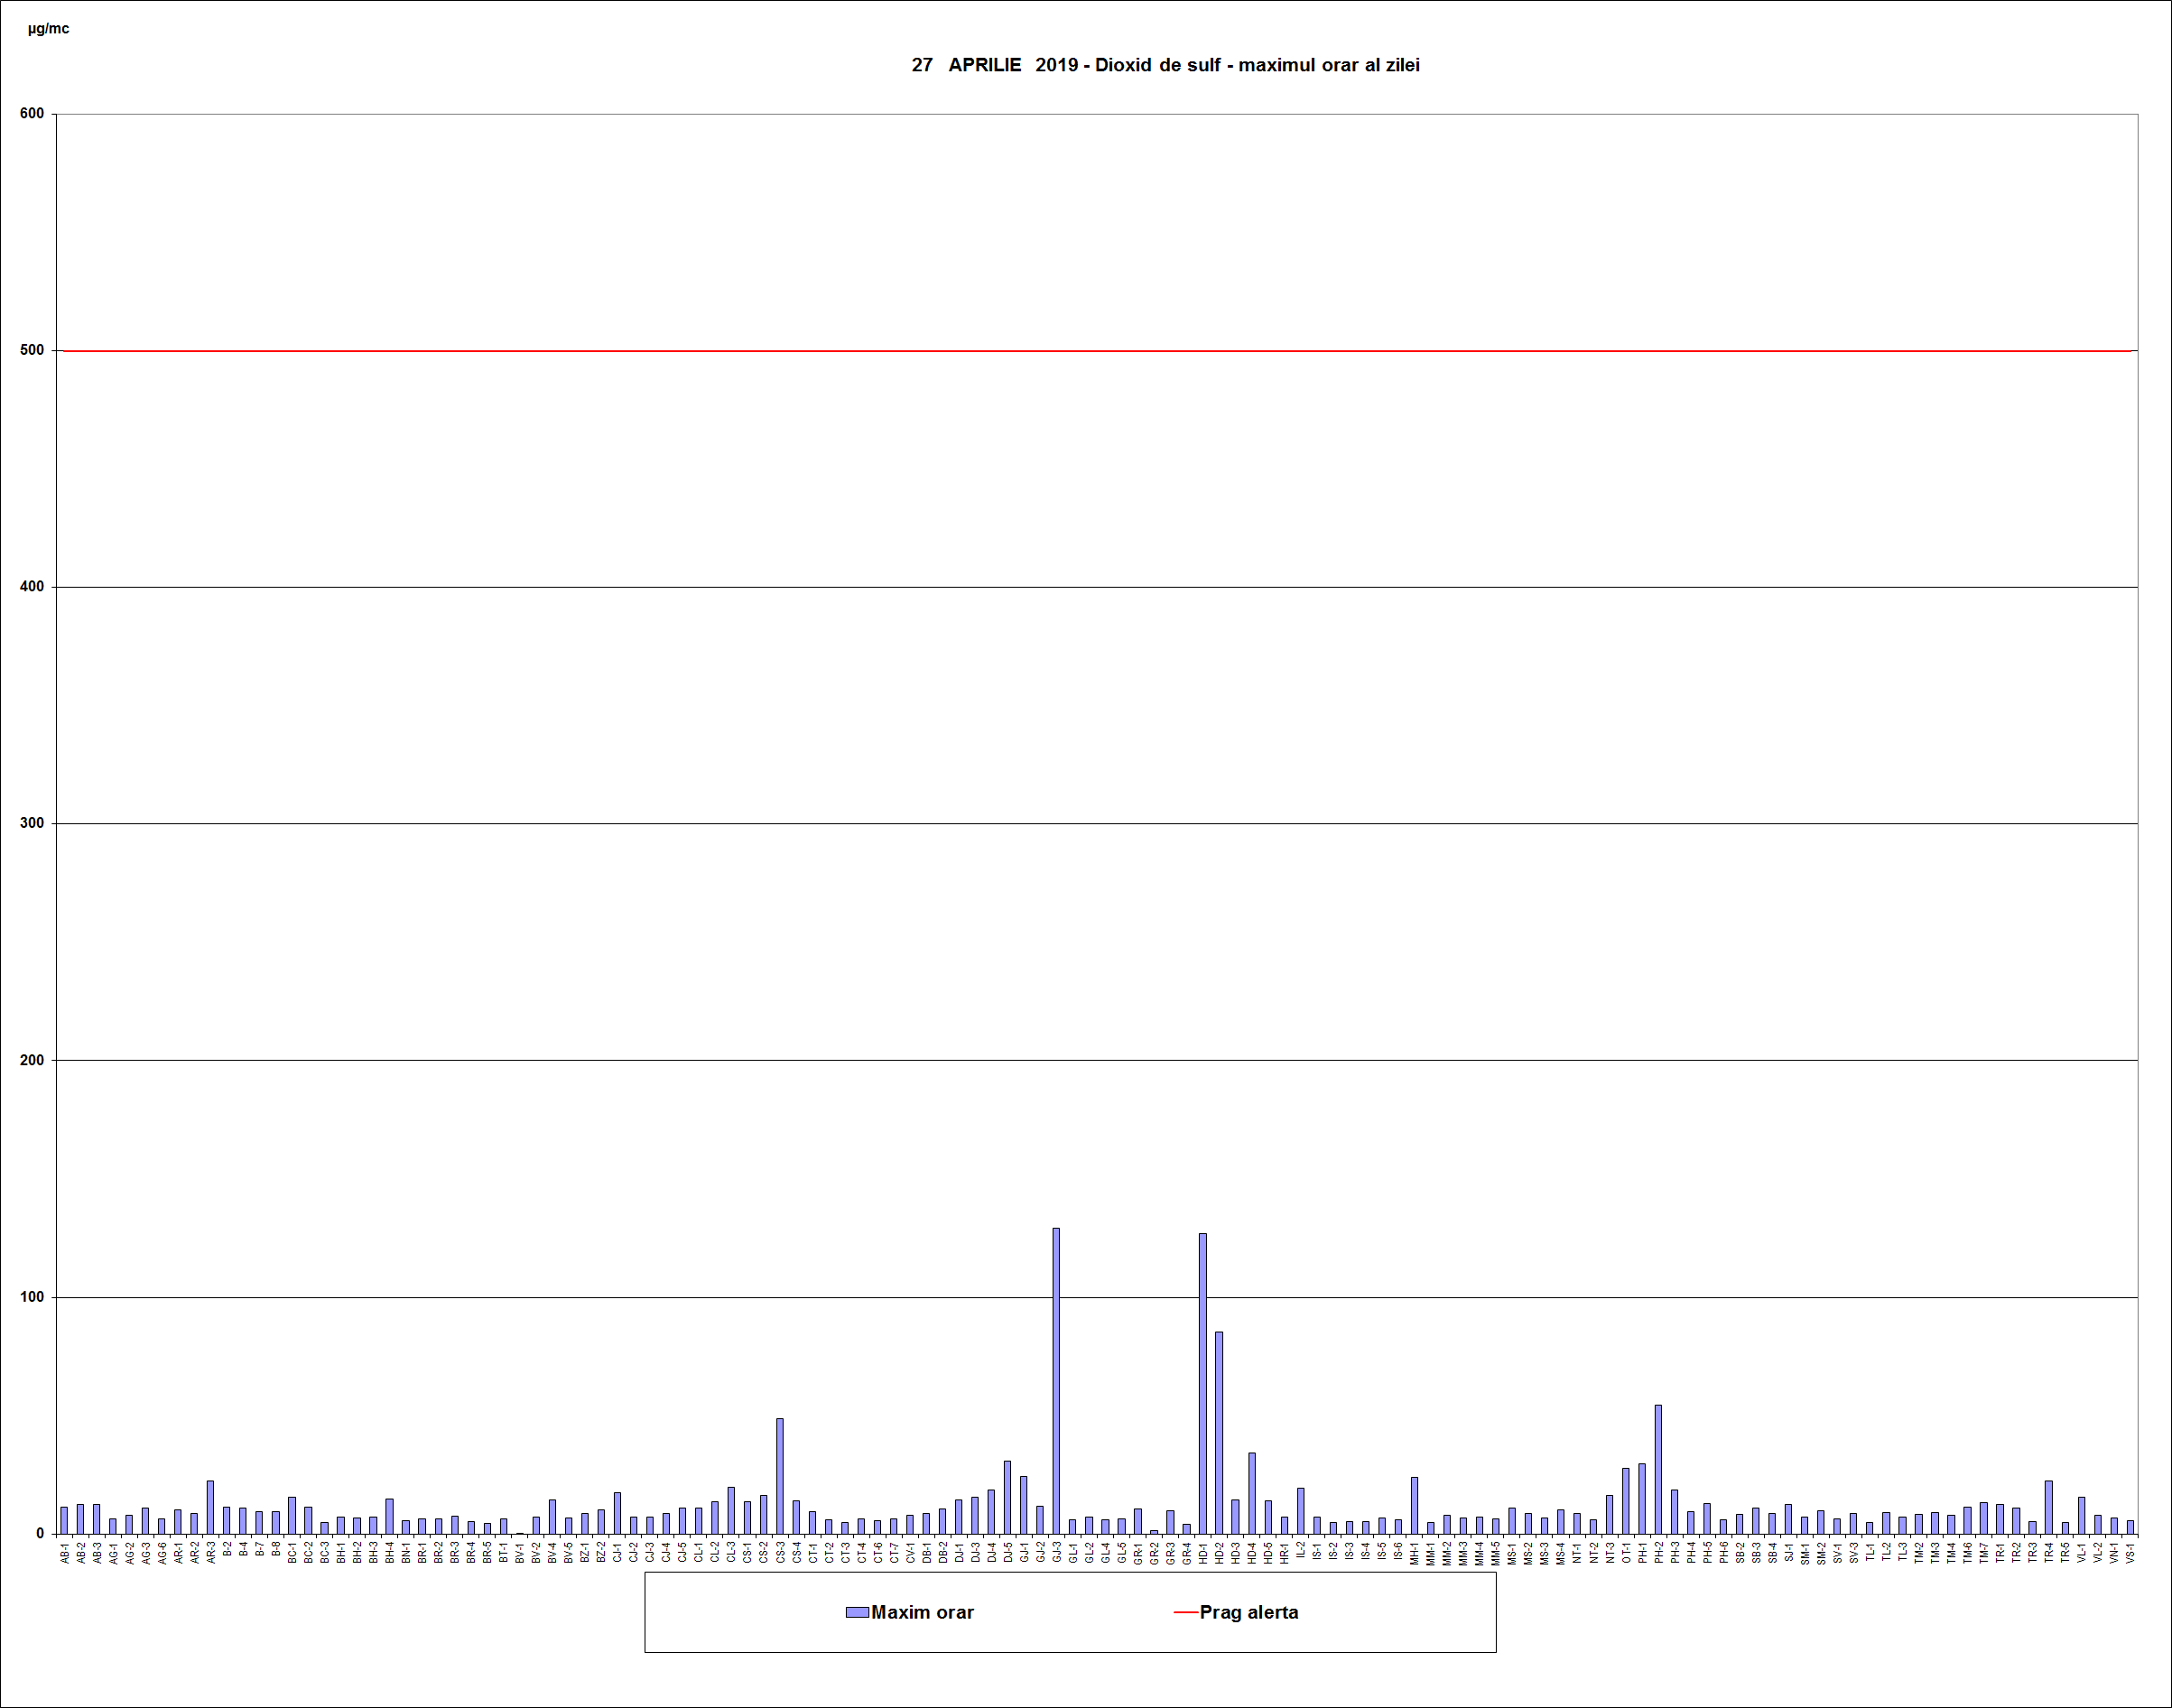 µg/mc
27 APRILIE 2019 - Dioxid de sulf - maximul orar al zilei
600
500
400
300
200
100
0
AB-1 AB-2 AB-3 AG-1 AG-2 AG-3 AG-6 AR-1 AR-2 AR-3 B-2 B-4 B-7 B-8 BC-1 BC-2 BC-3 BH-1 BH-2 BH-3 BH-4 BN-1 BR-1 BR-2 BR-3 BR-4 BR-5 BT-1 BV-1 BV-2 BV-4 BV-5 BZ-1 BZ-2 CJ-1 CJ-2 CJ-3 CJ-4 CJ-5 CL-1 CL-2 CL-3 CS-1 CS-2 CS-3 CS-4 CT-1 CT-2 CT-3 CT-4 CT-6 CT-7 CV-1 DB-1 DB-2 DJ-1 DJ-3 DJ-4 DJ-5 GJ-1 GJ-2 GJ-3 GL-1 GL-2 GL-4 GL-5 GR-1 GR-2 GR-3 GR-4 HD-1 HD-2 HD-3 HD-4 HD-5 HR-1 IL-2 IS-1 IS-2 IS-3 IS-4 IS-5 IS-6 MH-1 MM-1 MM-2 MM-3 MM-4 MM-5 MS-1 MS-2 MS-3 MS-4 NT-1 NT-2 NT-3 OT-1 PH-1 PH-2 PH-3 PH-4 PH-5 PH-6 SB-2 SB-3 SB-4 SJ-1 SM-1 SM-2 SV-1 SV-3 TL-1 TL-2 TL-3 TM-2 TM-3 TM-4 TM-6 TM-7 TR-1 TR-2 TR-3 TR-4 TR-5 VL-1 VL-2 VN-1 VS-1
Maxim orar Prag alerta